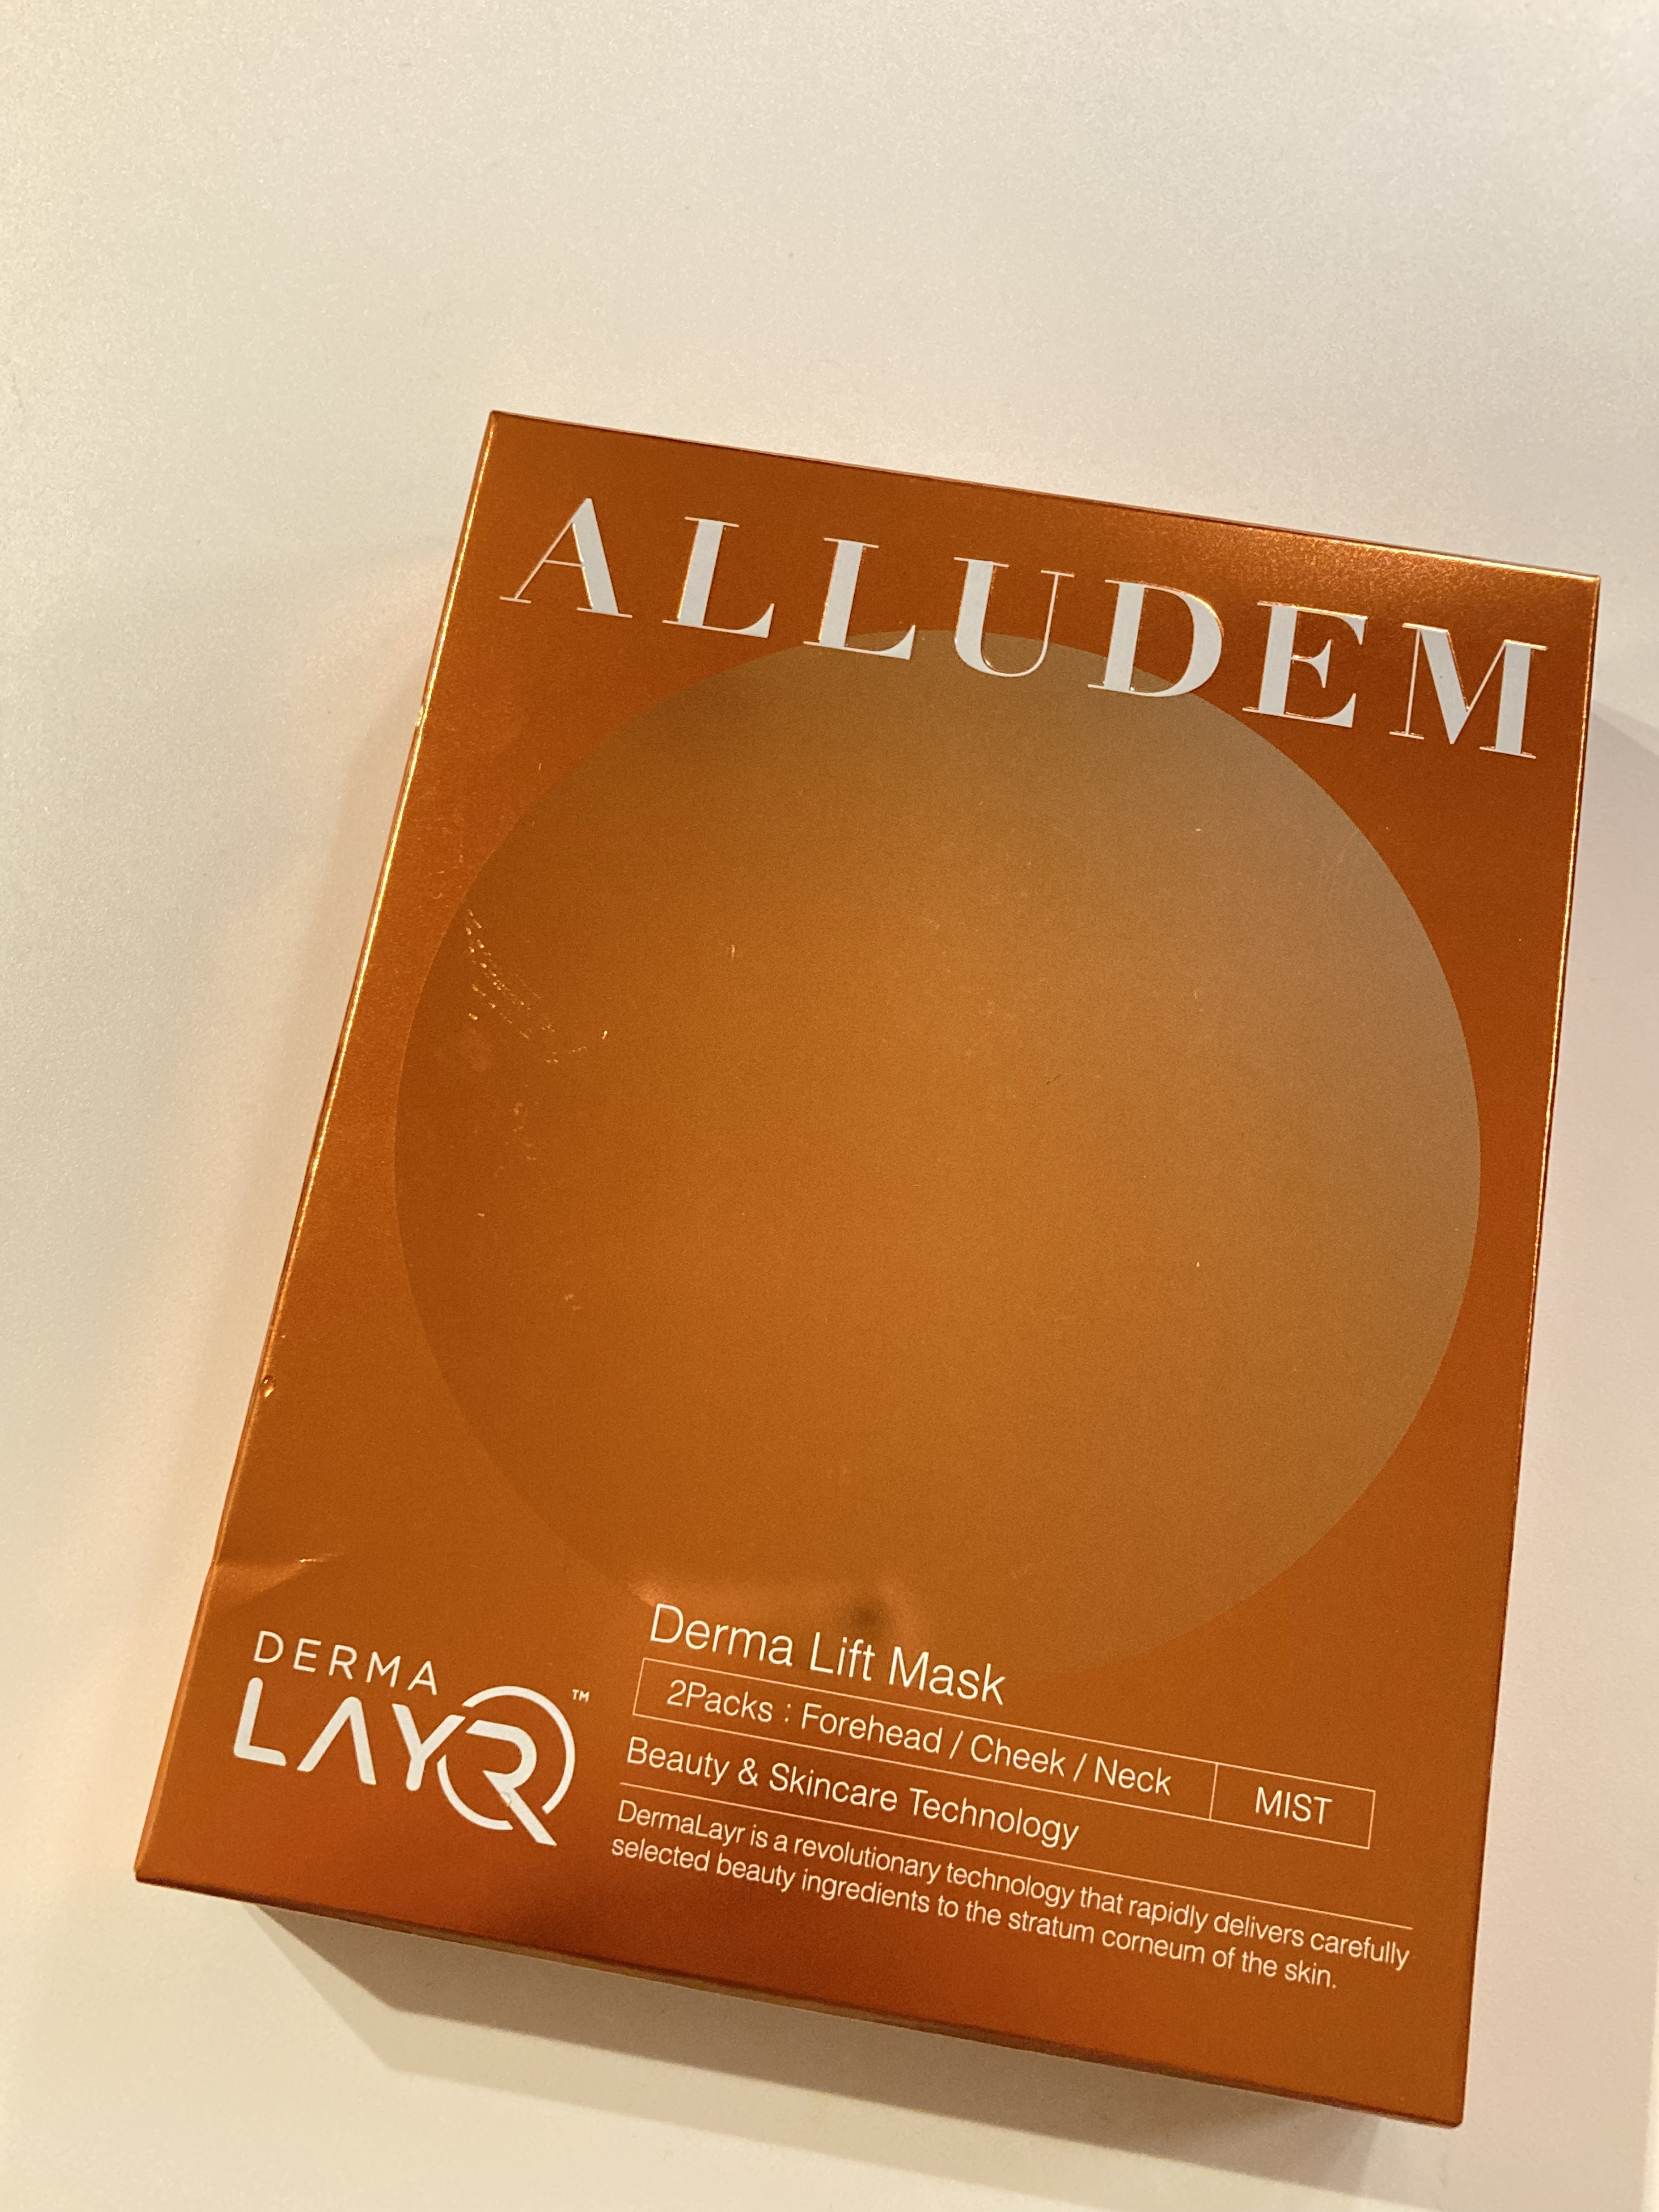 ALLUDEM
DERMA
LAYR™
Derma Lift Mask
2Packs : Forehead / Cheek / Neck MIST
Beauty & Skincare Technology
DermaLayr is a revolutionary technology that rapidly delivers carefully
selected beauty ingredients to the stratum corneum of the skin.